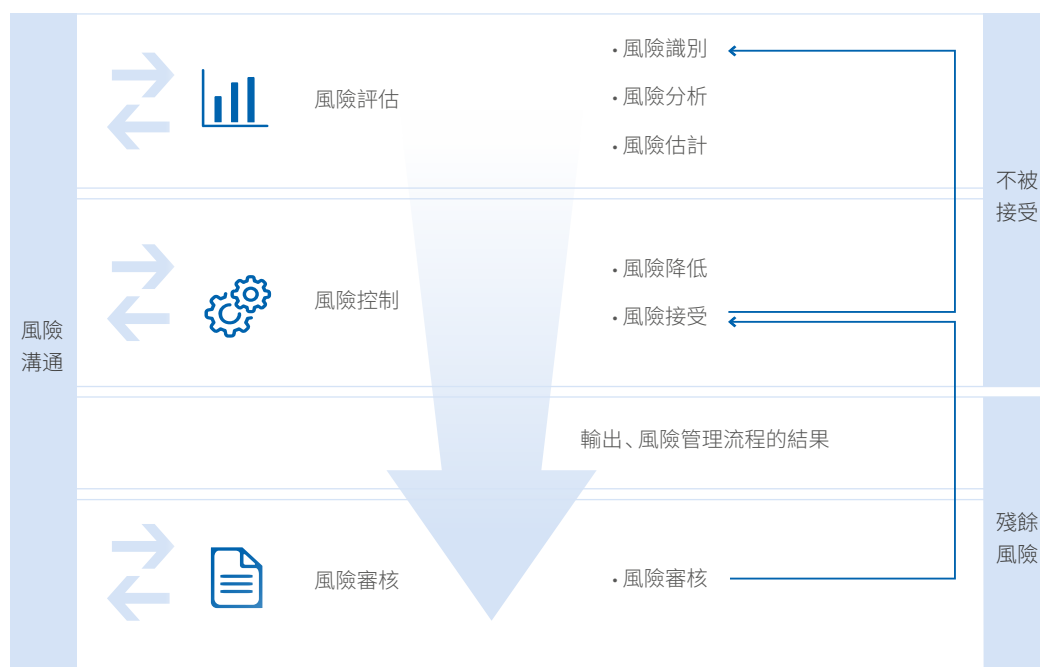 風險
溝通
風險評估
・風險識別
・風險分析
・風險估計
不被
接受
風險控制
・風險降低
・風險接受
輸出、風險管理流程的結果
殘餘
風險
風險審核
・風險審核